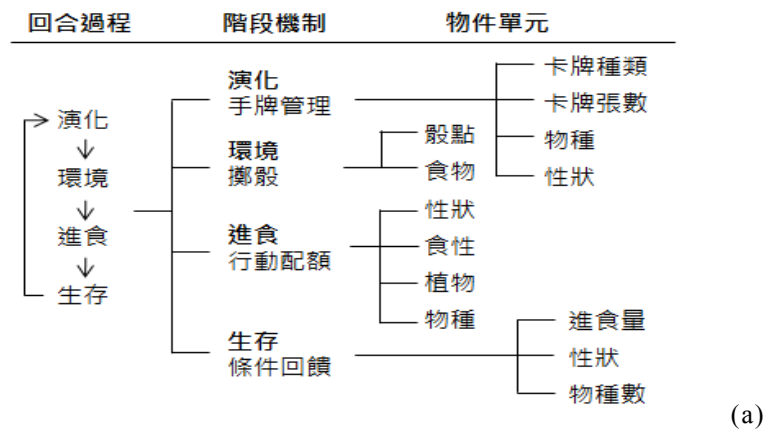 回合過程 階段機制 物件單元
演化
環境
進食
生存
演化
手牌管理
環境
擲骰
進食
行動配額
生存
條件回饋
卡牌種類
卡牌張數
物種
性狀
骰點
食物
性狀
食性
植物
物種
進食量
性狀
物種數
(a)